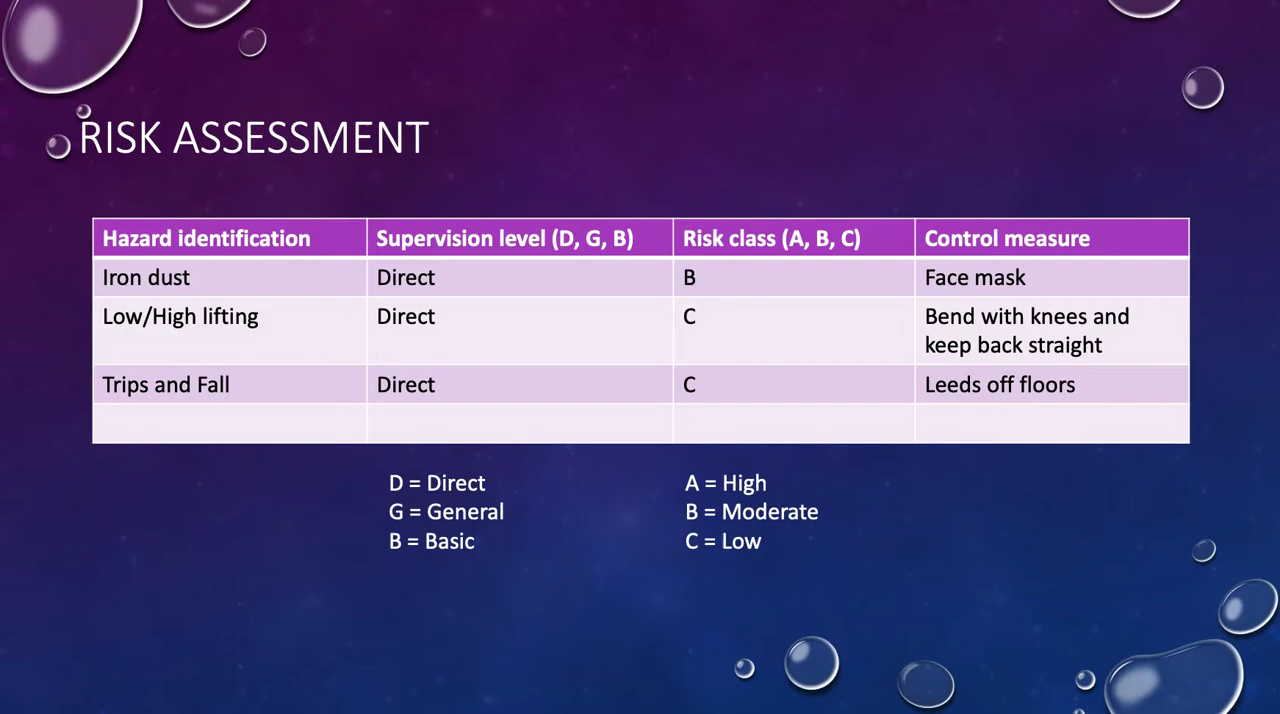 RISK ASSESSMENT
Hazard identification Supervision level (D, G, B) Risk class (A, B, C) Control measure
Iron dust Direct B Face mask
Low/High lifting Direct C Bend with knees and
keep back straight
Trips and Fall Direct C Leeds off floors
D = Direct A = High
G = General B = Moderate
B = Basic C = Low